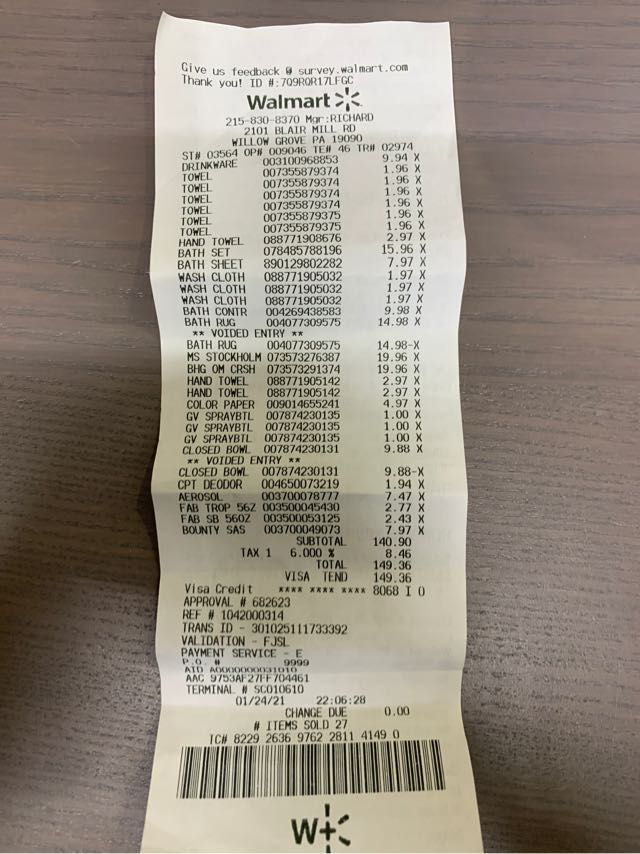 Give us feedback @ survey.walmart.com
Thank you! ID #:7Q9RQR17LFGC
Walmart
215-830-8370 Mgr:RICHARD
2101 BLAIR MILL RD
WILLOW GROVE PA 19090
ST# 03564 OP# 009046 TE# 46 TR# 02974
DRINKWARE 003100968853 9.94 X
TOWEL 007355879374 1.96 X
TOWEL 007355879374 1.96 X
TOWEL 007355879374 1.96 X
TOWEL 007355879374 1.96 X
TOWEL 007355879375 1.96 X
TOWEL 007355879375 1.96 X
HAND TOWEL 088771908676 2.97 X
BATH SET 078485788196 15.96 X
BATH SHEET 890129802282 7.97 X
WASH CLOTH 088771905032 1.97 X
WASH CLOTH 088771905032 1.97 X
WASH CLOTH 088771905032 1.97 X
BATH CONTR 004269438583 9.98 X
BATH RUG 004077309575 14.98 X
** VOIDED ENTRY **
BATH RUG 004077309575 14.98-X
MS STOCKHOLM 073573276387 19.96 X
BHG OM CRSH 073573291374 19.96 X
HAND TOWEL 088771905142 2.97 X
HAND TOWEL 088771905142 2.97 X
COLOR PAPER 009014655241 4.97 X
GV SPRAYBTL 007874230135 1.00 X
GV SPRAYBTL 007874230135 1.00 X
GV SPRAYBTL 007874230135 1.00 X
CLOSED BOWL 007874230131 9.88 X
** VOIDED ENTRY **
CLOSED BOWL 007874230131 9.88-X
CPT DEODOR 004650073219 1.94 X
AEROSOL 003700078777 7.47 X
FAB TROP 56Z 003500045430 2.77 X
FAB SB 56OZ 003500053125 2.43 X
BOUNTY SAS 003700049073 7.97 X
SUBTOTAL 140.90
TAX 1 6.000 % 8.46
TOTAL 149.36
VISA TEND 149.36
Visa Credit **** **** **** 8068 I 0
APPROVAL # 682623
REF # 1042000314
TRANS ID - 301025111733392
VALIDATION - FJSL
PAYMENT SERVICE - E
P.O. # 9999
AID A0000000031010
AAC 9753AF27FF704461
TERMINAL # SC010610
01/24/21 22:06:28
CHANGE DUE 0.00
# ITEMS SOLD 27
TC# 8229 2636 9762 2811 4149 0
W+